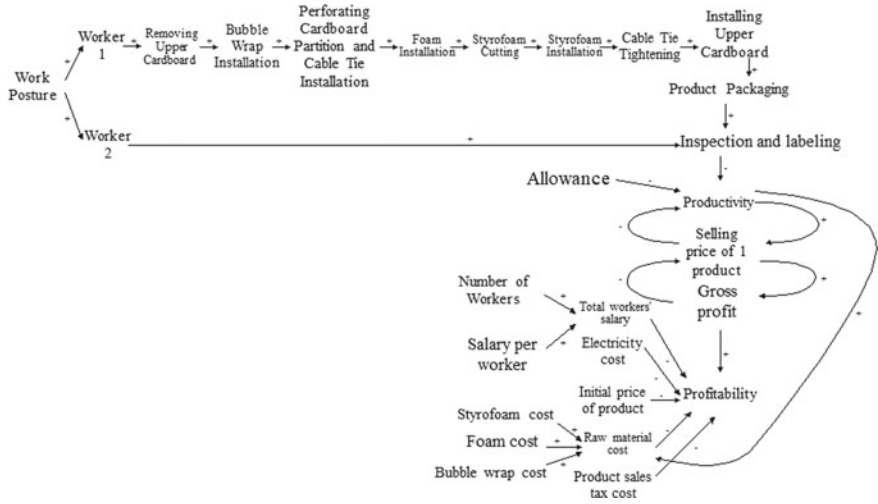 Work
Posture
Worker
1
Removing
Upper
Cardboard
Bubble
Wrap
Installation
Perforating
Cardboard
Partition and
Cable Tie
Installation
Foam
Installation
Styrofoam
Cutting
Styrofoam
Installation
Cable Tie
Tightening
Installing
Upper
Cardboard
Product Packaging
Worker
2
Inspection and labeling
Allowance
Productivity
Selling
price of 1
product
Gross
profit
Number of
Workers
Total workers'
salary
Salary per
worker
Electricity
cost
Initial price
of product
Profitability
Styrofoam cost
Foam cost
Raw material
cost
Bubble wrap cost
Product sales
tax cost